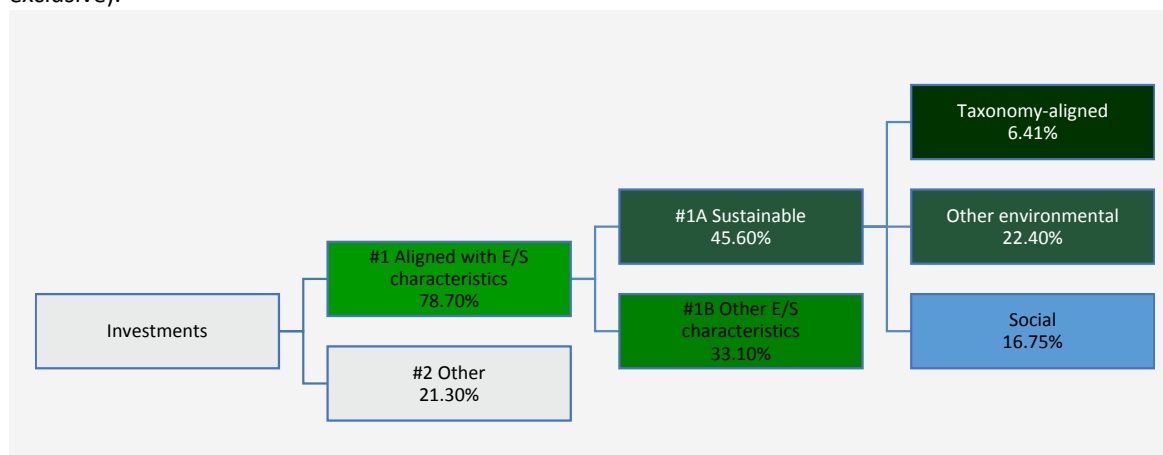 exclusive).
Taxonomy-aligned
6.41%
#1A Sustainable
45.60%
Other environmental
22.40%
#1 Aligned with E/S
characteristics
78.70%
Investments
#1B Other E/S
characteristics
33.10%
Social
16.75%
#2 Other
21.30%